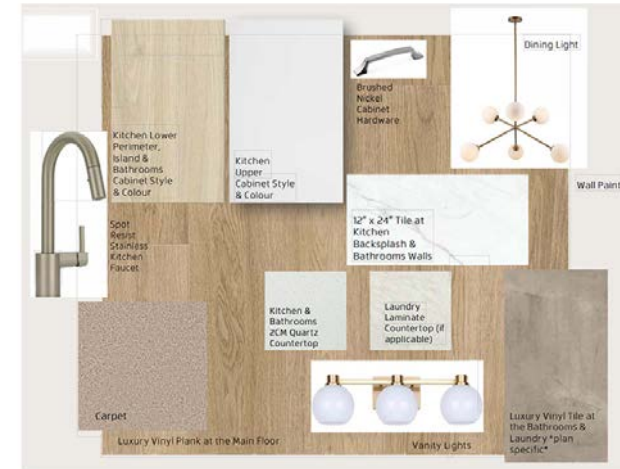 Dining Light
Brushed
Nickel
Cabinet
Hardware
Kitchen Lower
Perimeter,
Island &
Bathrooms
Cabinet Style
& Colour
Kitchen
Upper
Cabinet Style
& Colour
Wall Paint
12" x 24" Tile at
Kitchen
Backsplash &
Bathrooms Walls
Spot
Resist
Stainless
Kitchen
Faucet
Kitchen &
Bathrooms
2CM Quartz
Countertop
Laundry
Laminate
Countertop (if
applicable)
Carpet
Luxury Vinyl Plank at the Main Floor
Vanity Lights
Luxury Vinyl Tile at
the Bathrooms &
Laundry *plan
specific*